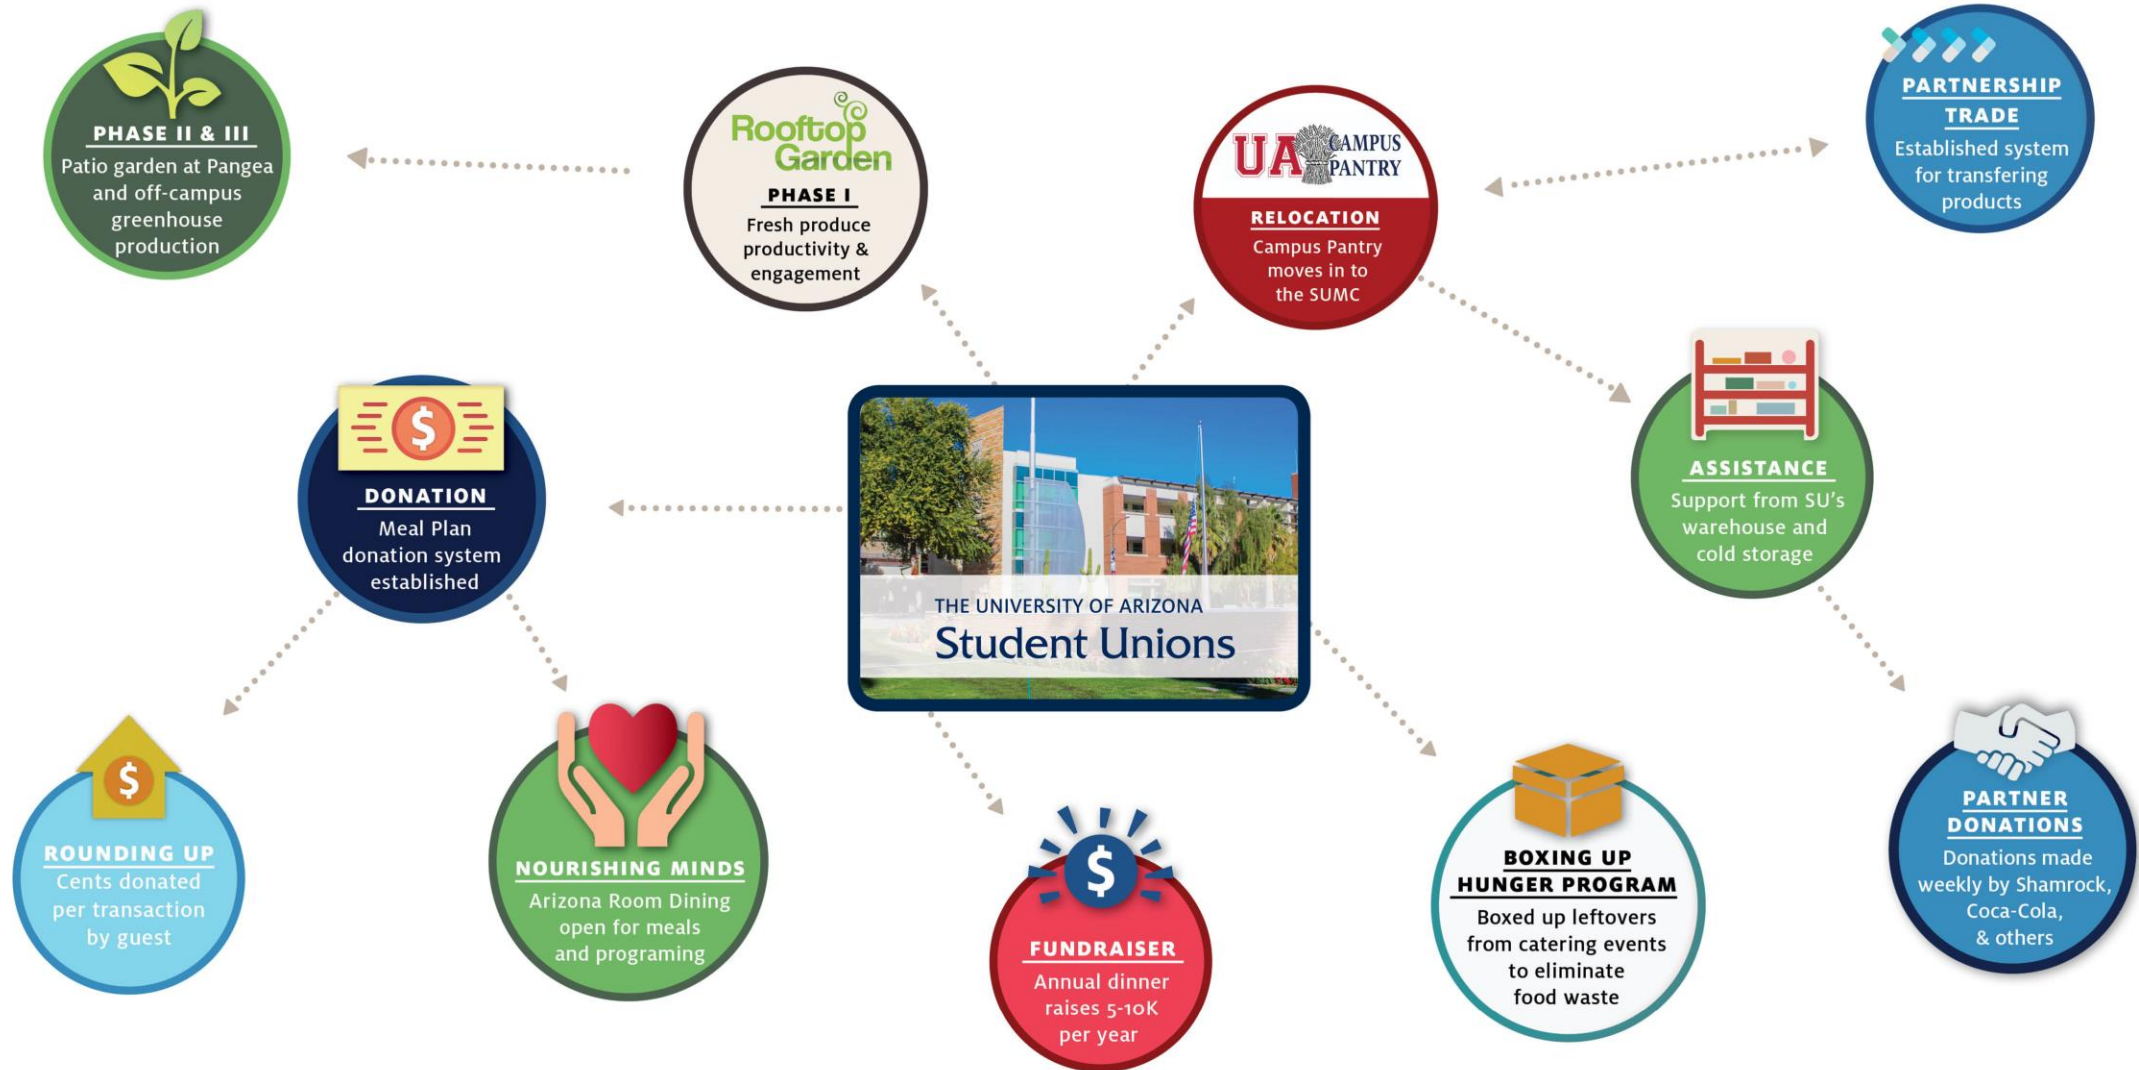 PHASE II & III
Patio garden at Pangea
and off-campus
greenhouse
production
Rooftop
Garden
PHASE I
Fresh produce
productivity &
engagement
UA CAMPUS
PANTRY
RELOCATION
Campus Pantry
moves in to
the SUMC
PARTNERSHIP
TRADE
Established system
for transfering
products
$
DONATION
Meal Plan
donation system
established
THE UNIVERSITY OF ARIZONA
Student Unions
ASSISTANCE
Support from SU's
warehouse and
cold storage
$
ROUNDING UP
Cents donated
per transaction
by guest
NOURISHING MINDS
Arizona Room Dining
open for meals
and programing
$
FUNDRAISER
Annual dinner
raises 5-10K
per year
BOXING UP
HUNGER PROGRAM
Boxed up leftovers
from catering events
to eliminate
food waste
PARTNER
DONATIONS
Donations made
weekly by Shamrock,
Coca-Cola,
& others